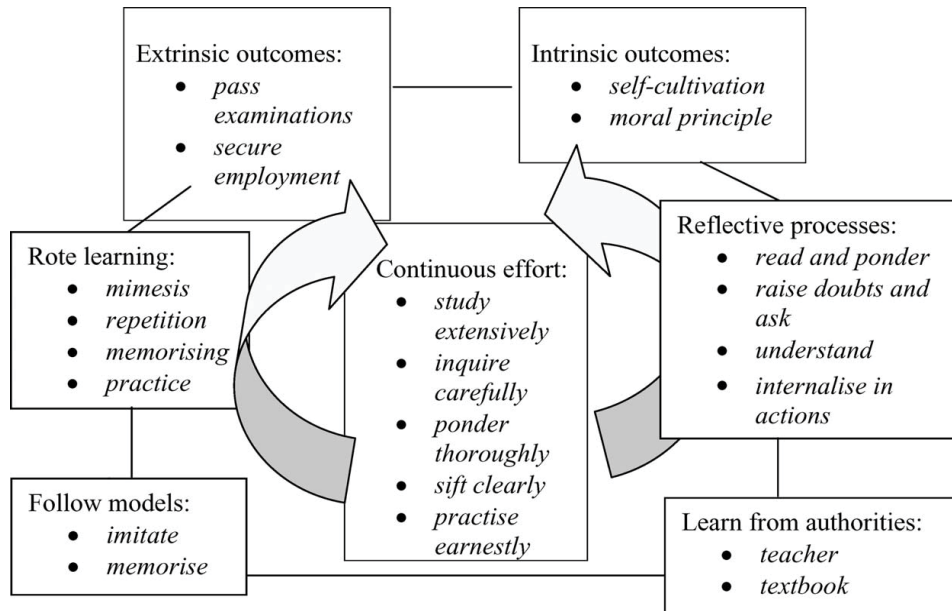 Extrinsic outcomes:
● pass
examinations
● secure
employment
Intrinsic outcomes:
● self-cultivation
● moral principle
Rote learning:
● mimesis
● repetition
● memorising
● practice
Continuous effort:
● study
extensively
● inquire
carefully
● ponder
thoroughly
● sift clearly
● practise
earnestly
Reflective processes:
● read and ponder
● raise doubts and
ask
● understand
● internalise in
actions
Follow models:
● imitate
● memorise
Learn from authorities:
● teacher
● textbook